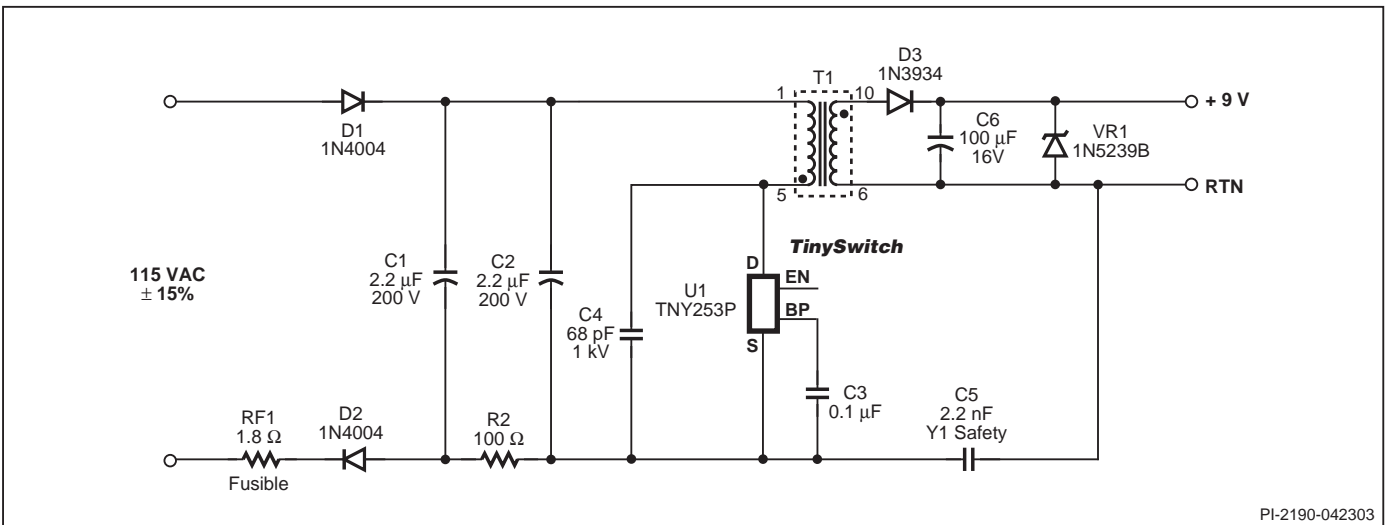 D3
1N3934
T1
1
10
+ 9 V
D1
1N4004
C6
100 µF
16V
VR1
1N5239B
5
6
RTN
TinySwitch
115 VAC
± 15%
C1
2.2 µF
200 V
C2
2.2 µF
200 V
C4
68 pF
1 kV
U1
TNY253P
D
EN
BP
S
C3
0.1 µF
C5
2.2 nF
Y1 Safety
RF1
1.8 Ω
Fusible
D2
1N4004
R2
100 Ω
PI-2190-042303